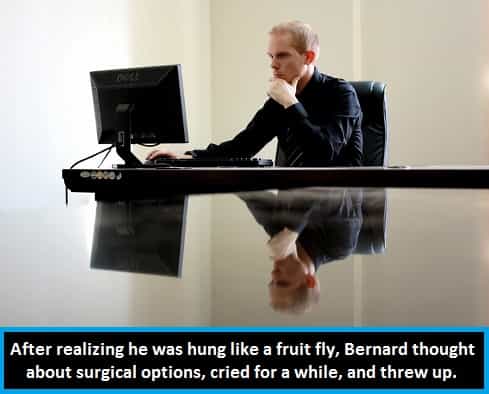 DELL
After realizing he was hung like a fruit fly, Bernard thought
about surgical options, cried for a while, and threw up.